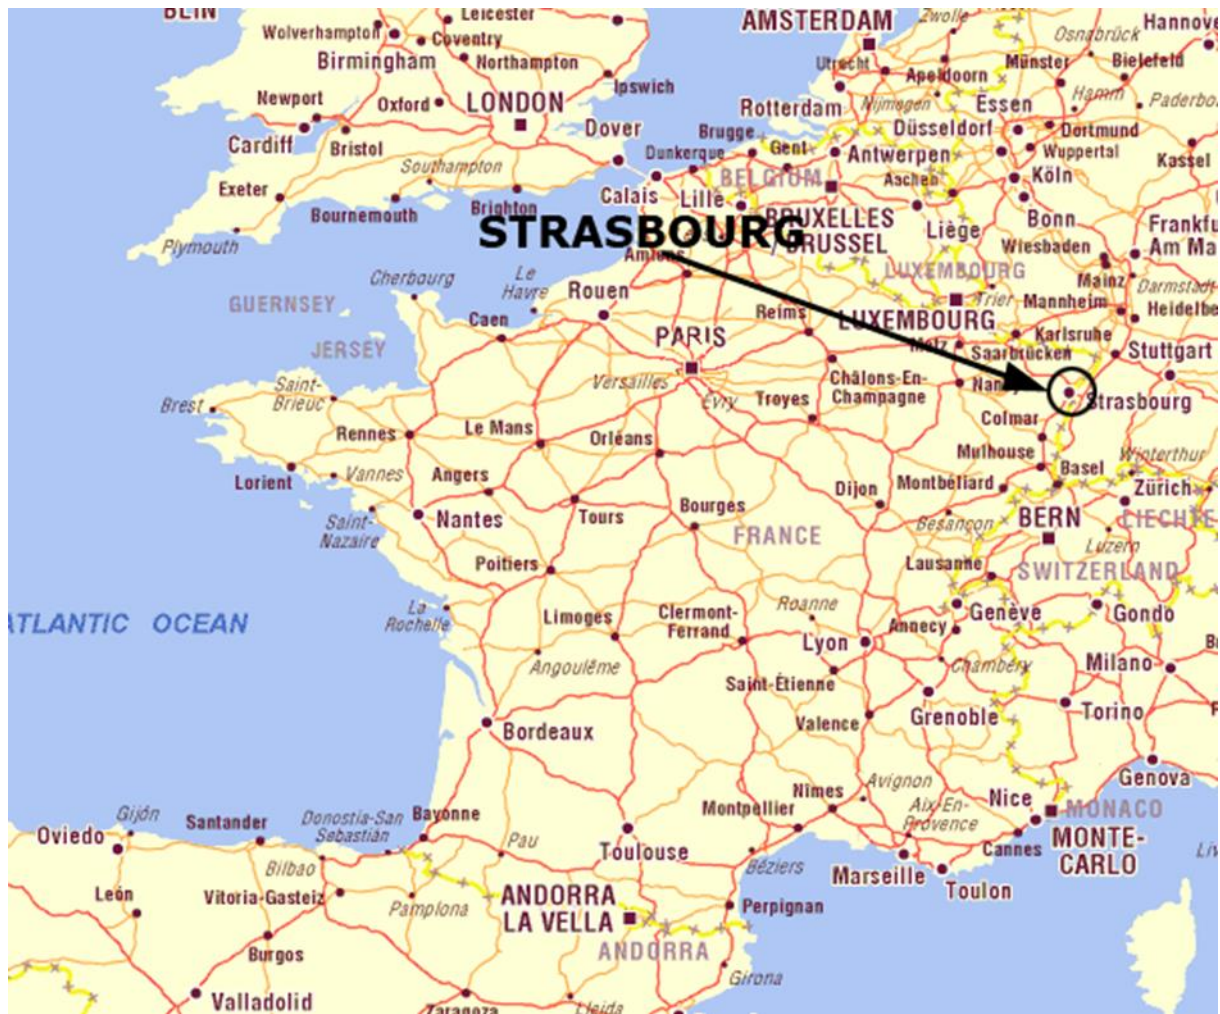 Leicester
Wolverhampton
Coventry
Birmingham
Northampton
Ipswich
Newport
Oxford
LONDON
Cardiff
Bristol
Dover
Southampton
Exeter
Bournemouth
Brighton
Plymouth
AMSTERDAM
Zwolle
Osnabrück
Hannove
Utrecht
Apeldoorn
Münster
Bielefeld
Rotterdam
Nijmegen
Essen
Hamm
Paderbo
Brugge
Gent
Düsseldorf
Dortmund
Dunkerque
Antwerpen
Wuppertal
Kassel
Calais
Lille
BELGIUM
Aachen
Köln
STRASBOURG
BRUXELLES
/ BRUSSEL
Liège
Bonn
Frankfu
Am Ma
Wiesbaden
Amiens
LUXEMBOURG
Mainz
Darmstadt
Trier
Mannheim
Heidelbe
Cherbourg
Le
Havre
Rouen
GUERNSEY
Caen
Reims
LUXEMBOURG
Karlsruhe
JERSEY
PARIS
Metz
Saarbrücken
Stuttgart
Versailles
Évry
Châlons-En-
Champagne
Nancy
Strasbourg
Brest
Saint-
Brieuc
Troyes
Colmar
Rennes
Le Mans
Orléans
Mulhouse
Winterthur
Lorient
Vannes
Angers
Dijon
Montbéliard
Basel
Zürich
Saint-
Nazaire
Nantes
Tours
Bourges
FRANCE
Besançon
BERN
LIECHTE
Luzern
Poitiers
Lausanne
SWITZERLAND
ATLANTIC OCEAN
La
Rochelle
Limoges
Clermont-
Ferrand
Roanne
Genève
Gondo
Lyon
Annecy
Angoulême
Chambéry
Milano
Saint-Étienne
Bordeaux
Valence
Grenoble
Torino
Genova
Avignon
Nîmes
Montpellier
Aix-En-
Provence
Nice
MONACO
MONTE-
CARLO
Cannes
Gijón
Oviedo
Santander
Donostia-San
Sebastián
Bayonne
Pau
Toulouse
Béziers
Marseille
Toulon
Liv
Bilbao
León
Vitoria-Gasteiz
Pamplona
ANDORRA
LA VELLA
Perpignan
Burgos
ANDORRA
Girona
Valladolid
Zaragoza
Lleida